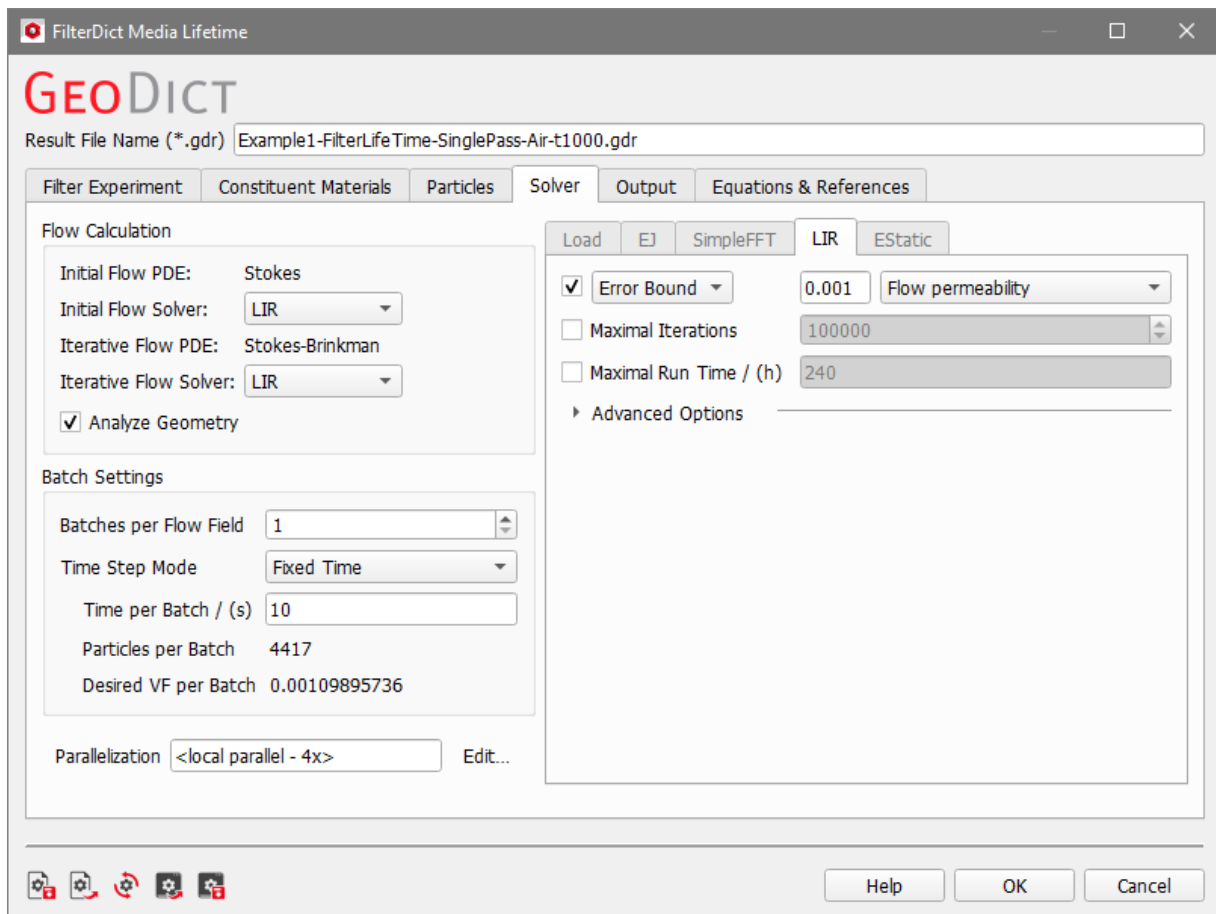 FilterDict Media Lifetime
GEODICT
Result File Name (*.gdr) Example1-FilterLifeTime-SinglePass-Air-t1000.gdr
Filter Experiment Constituent Materials Particles Solver Output Equations & References
Flow Calculation
Initial Flow PDE: Stokes
Initial Flow Solver: LIR
Iterative Flow PDE: Stokes-Brinkman
Iterative Flow Solver: LIR
Analyze Geometry
Batch Settings
Batches per Flow Field 1
Time Step Mode Fixed Time
Time per Batch / (s) 10
Particles per Batch 4417
Desired VF per Batch 0.00109895736
Parallelization <local parallel - 4x> Edit...
Load EJ SimpleFFT LIR EStatic
Error Bound 0.001 Flow permeability
Maximal Iterations 100000
Maximal Run Time / (h) 240
Advanced Options
Help OK Cancel